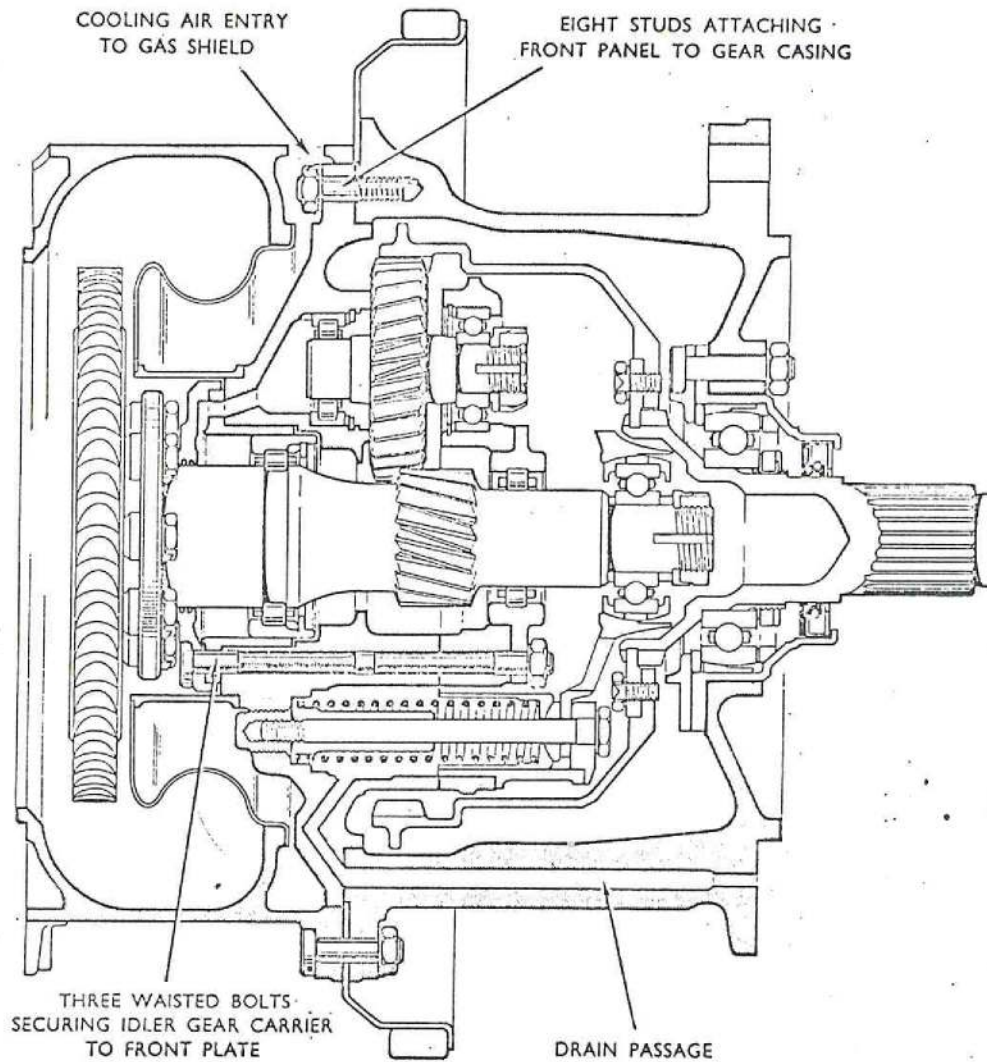 COOLING AIR ENTRY
TO GAS SHIELD
EIGHT STUDS ATTACHING
FRONT PANEL TO GEAR CASING
THREE WAISTED BOLTS
SECURING IDLER GEAR CARRIER
TO FRONT PLATE
DRAIN PASSAGE